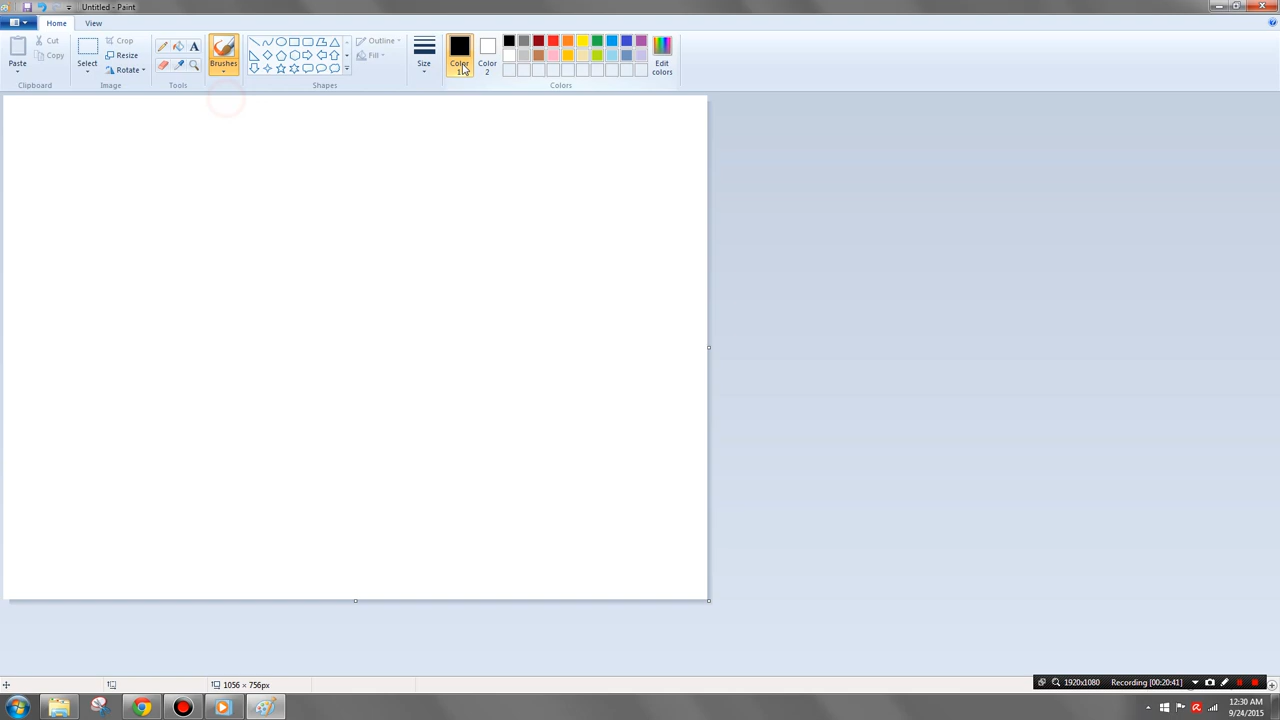 Untitled - Paint
Home View
Paste
Cut
Copy
Clipboard
Select
Crop
Resize
Rotate
Image
A
Tools
Brushes
Outline
Fill
Shapes
Size
Color 1
Color 2
Edit colors
Colors
1056 × 756px
1920x1080
Recording [00:20:41]
12:30 AM
9/24/2015